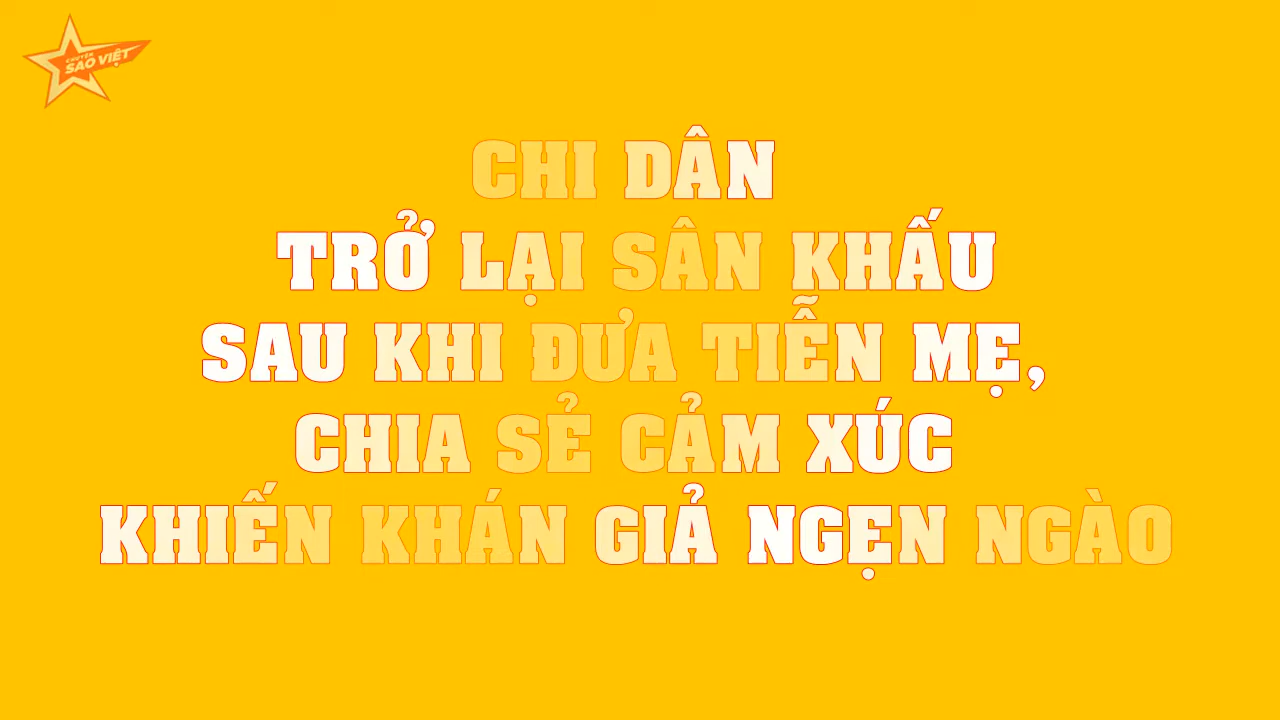 CHUYỆN
SAO VIỆT
CHI DÂN
TRỞ LẠI SÂN KHẤU
SAU KHI ĐƯA TIỄN MẸ,
CHIA SẺ CẢM XÚC
KHIẾN KHÁN GIẢ NGẸN NGÀO